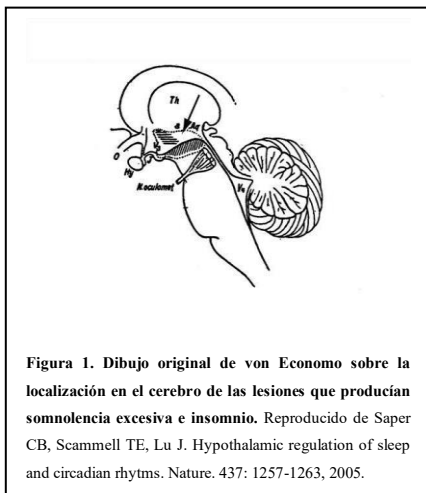 Th
a Aq
V3
O
Hy
N.oculomot.
V4
Figura 1. Dibujo original de von Economo sobre la
localización en el cerebro de las lesiones que producían
somnolencia excesiva e insomnio. Reproducido de Saper
CB, Scammell TE, Lu J. Hypothalamic regulation of sleep
and circadian rhytms. Nature. 437: 1257-1263, 2005.